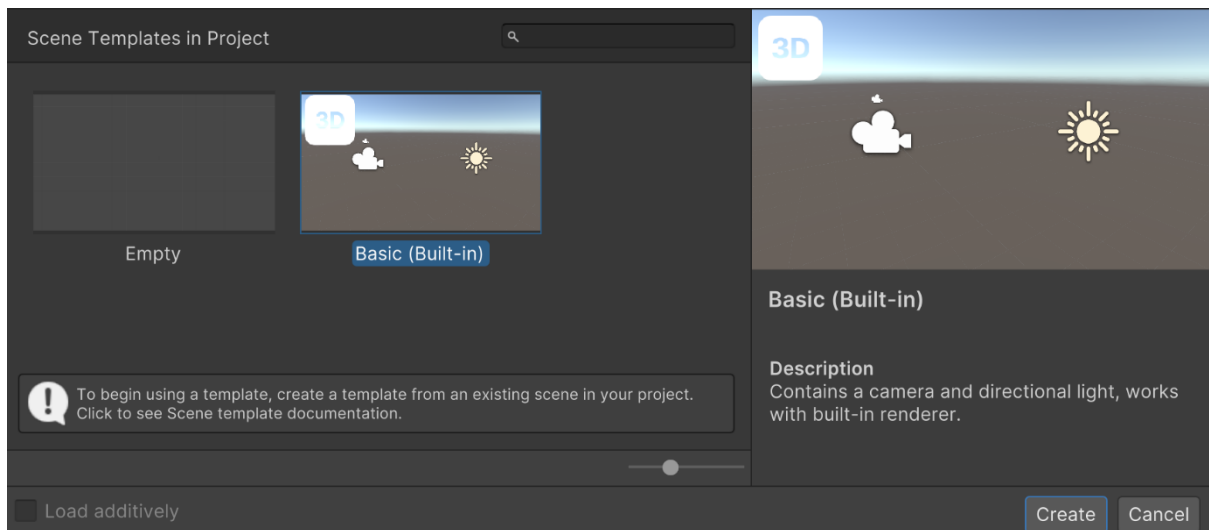 Scene Templates in Project
3D
3D
Empty
Basic (Built-in)
Basic (Built-in)
Description
Contains a camera and directional light, works
with built-in renderer.
To begin using a template, create a template from an existing scene in your project.
Click to see Scene template documentation.
Load additively
Create
Cancel